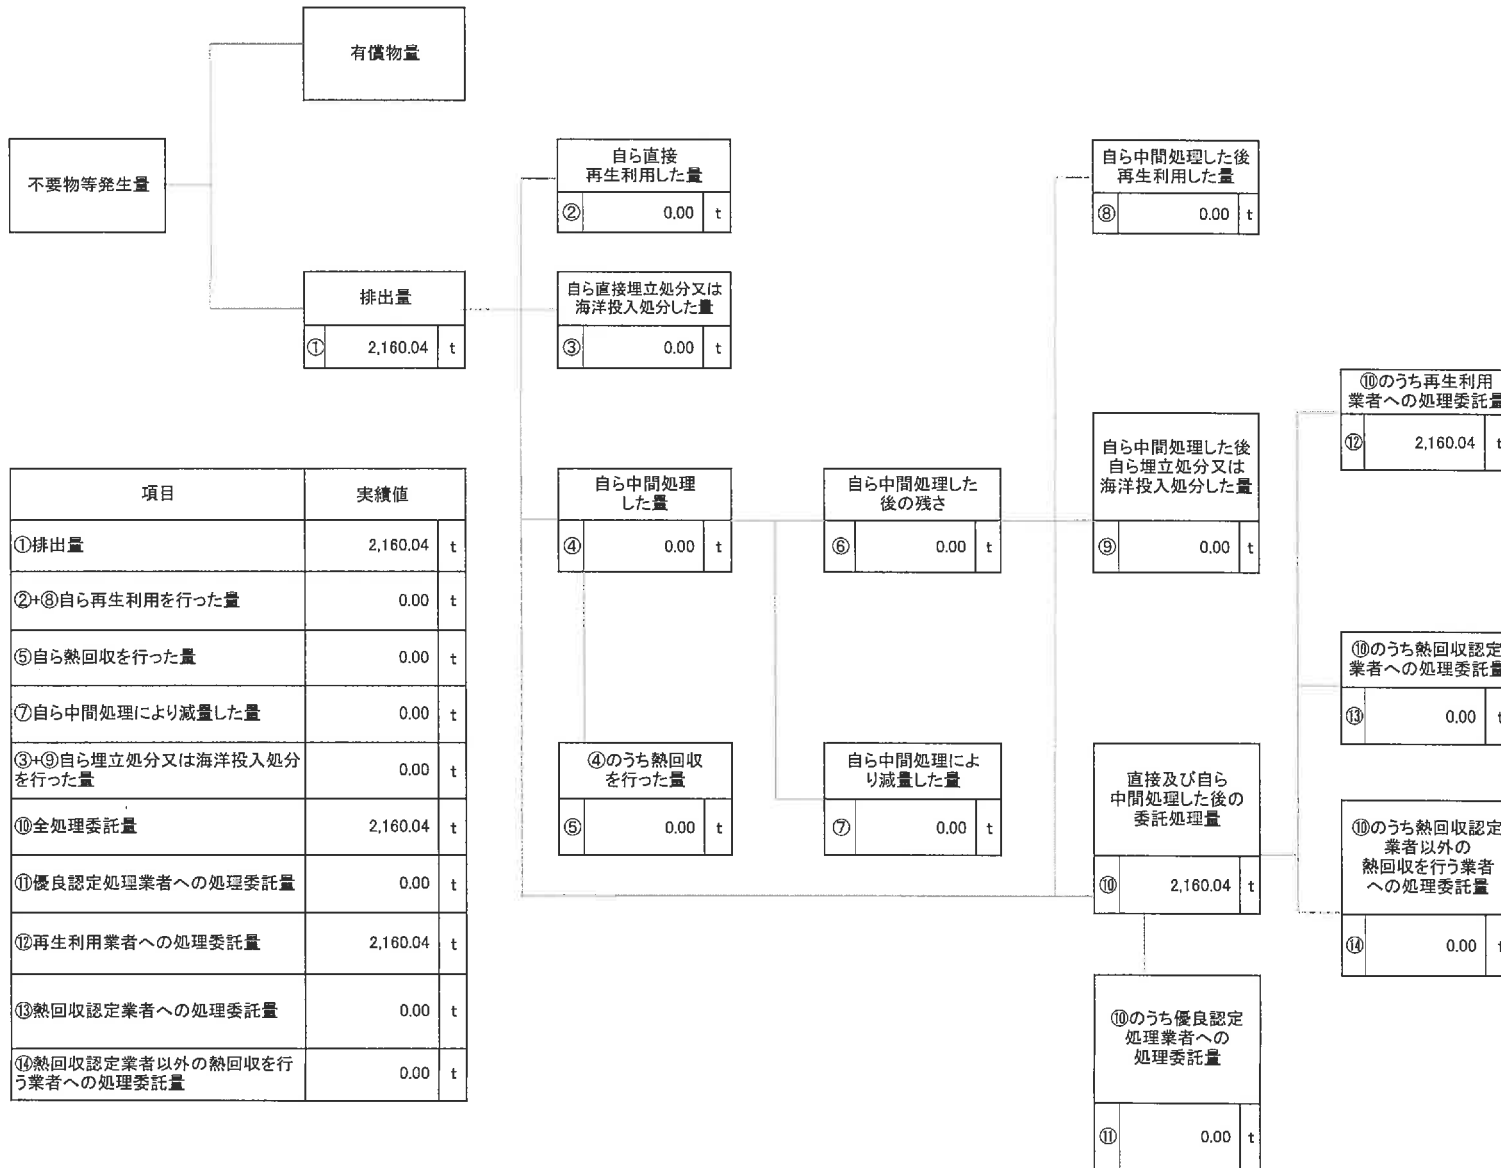 有償物量
不要物等発生量
排出量
① 2,160.04 t
自ら直接
再生利用した量
② 0.00 t
自ら直接埋立処分又は
海洋投入処分した量
③ 0.00 t
自ら中間処理
した量
④ 0.00 t
④のうち熱回収
を行った量
⑤ 0.00 t
自ら中間処理した
後の残さ
⑥ 0.00 t
自ら中間処理によ
り減量した量
⑦ 0.00 t
自ら中間処理した後
再生利用した量
⑧ 0.00 t
自ら中間処理した後
自ら埋立処分又は
海洋投入処分した量
⑨ 0.00 t
直接及び自ら
中間処理した後の
委託処理量
⑩ 2,160.04 t
⑩のうち優良認定
処理業者への
処理委託量
⑪ 0.00 t
⑩のうち再生利用
業者への処理委託量
⑫ 2,160.04 t
⑩のうち熱回収認定
業者への処理委託量
⑬ 0.00 t
⑩のうち熱回収認定
業者以外の
熱回収を行う業者
への処理委託量
⑭ 0.00 t
項目 実績値
①排出量 2,160.04 t
②+⑧自ら再生利用を行った量 0.00 t
⑤自ら熱回収を行った量 0.00 t
⑦自ら中間処理により減量した量 0.00 t
③+⑨自ら埋立処分又は海洋投入処分
を行った量 0.00 t
⑩全処理委託量 2,160.04 t
⑪優良認定処理業者への処理委託量 0.00 t
⑫再生利用業者への処理委託量 2,160.04 t
⑬熱回収認定業者への処理委託量 0.00 t
⑭熱回収認定業者以外の熱回収を行
う業者への処理委託量 0.00 t